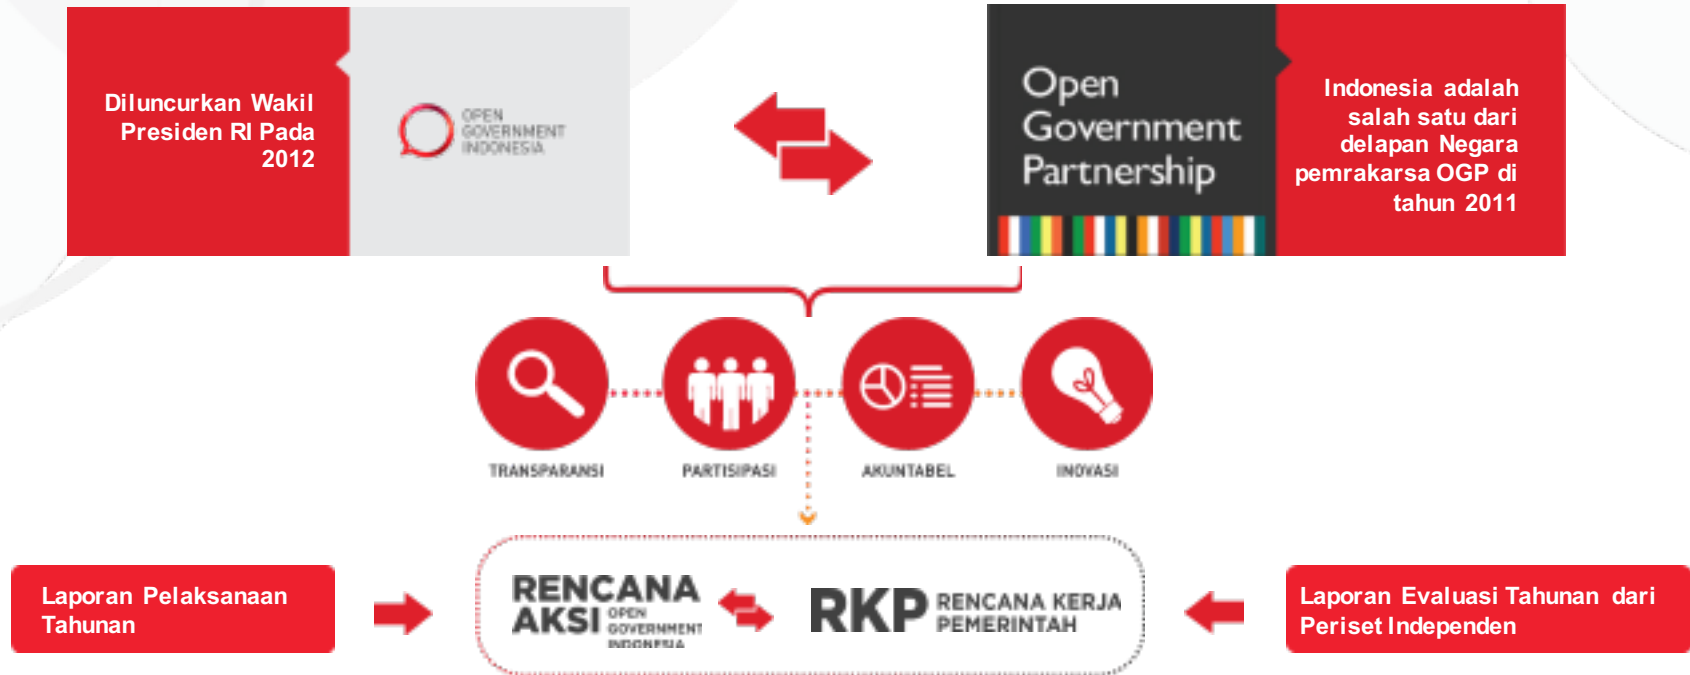 Diluncurkan Wakil
Presiden RI Pada
2012
OPEN
GOVERNMENT
INDONESIA
Open
Government
Partnership
Indonesia adalah
salah satu dari
delapan Negara
pemrakarsa OGP di
tahun 2011
TRANSPARANSI
PARTISIPASI
AKUNTABEL
INOVASI
Laporan Pelaksanaan
Tahunan
RENCANA
AKSI
OPEN
GOVERNMENT
INDONESIA
RKP
RENCANA KERJA
PEMERINTAH
Laporan Evaluasi Tahunan dari
Periset Independen